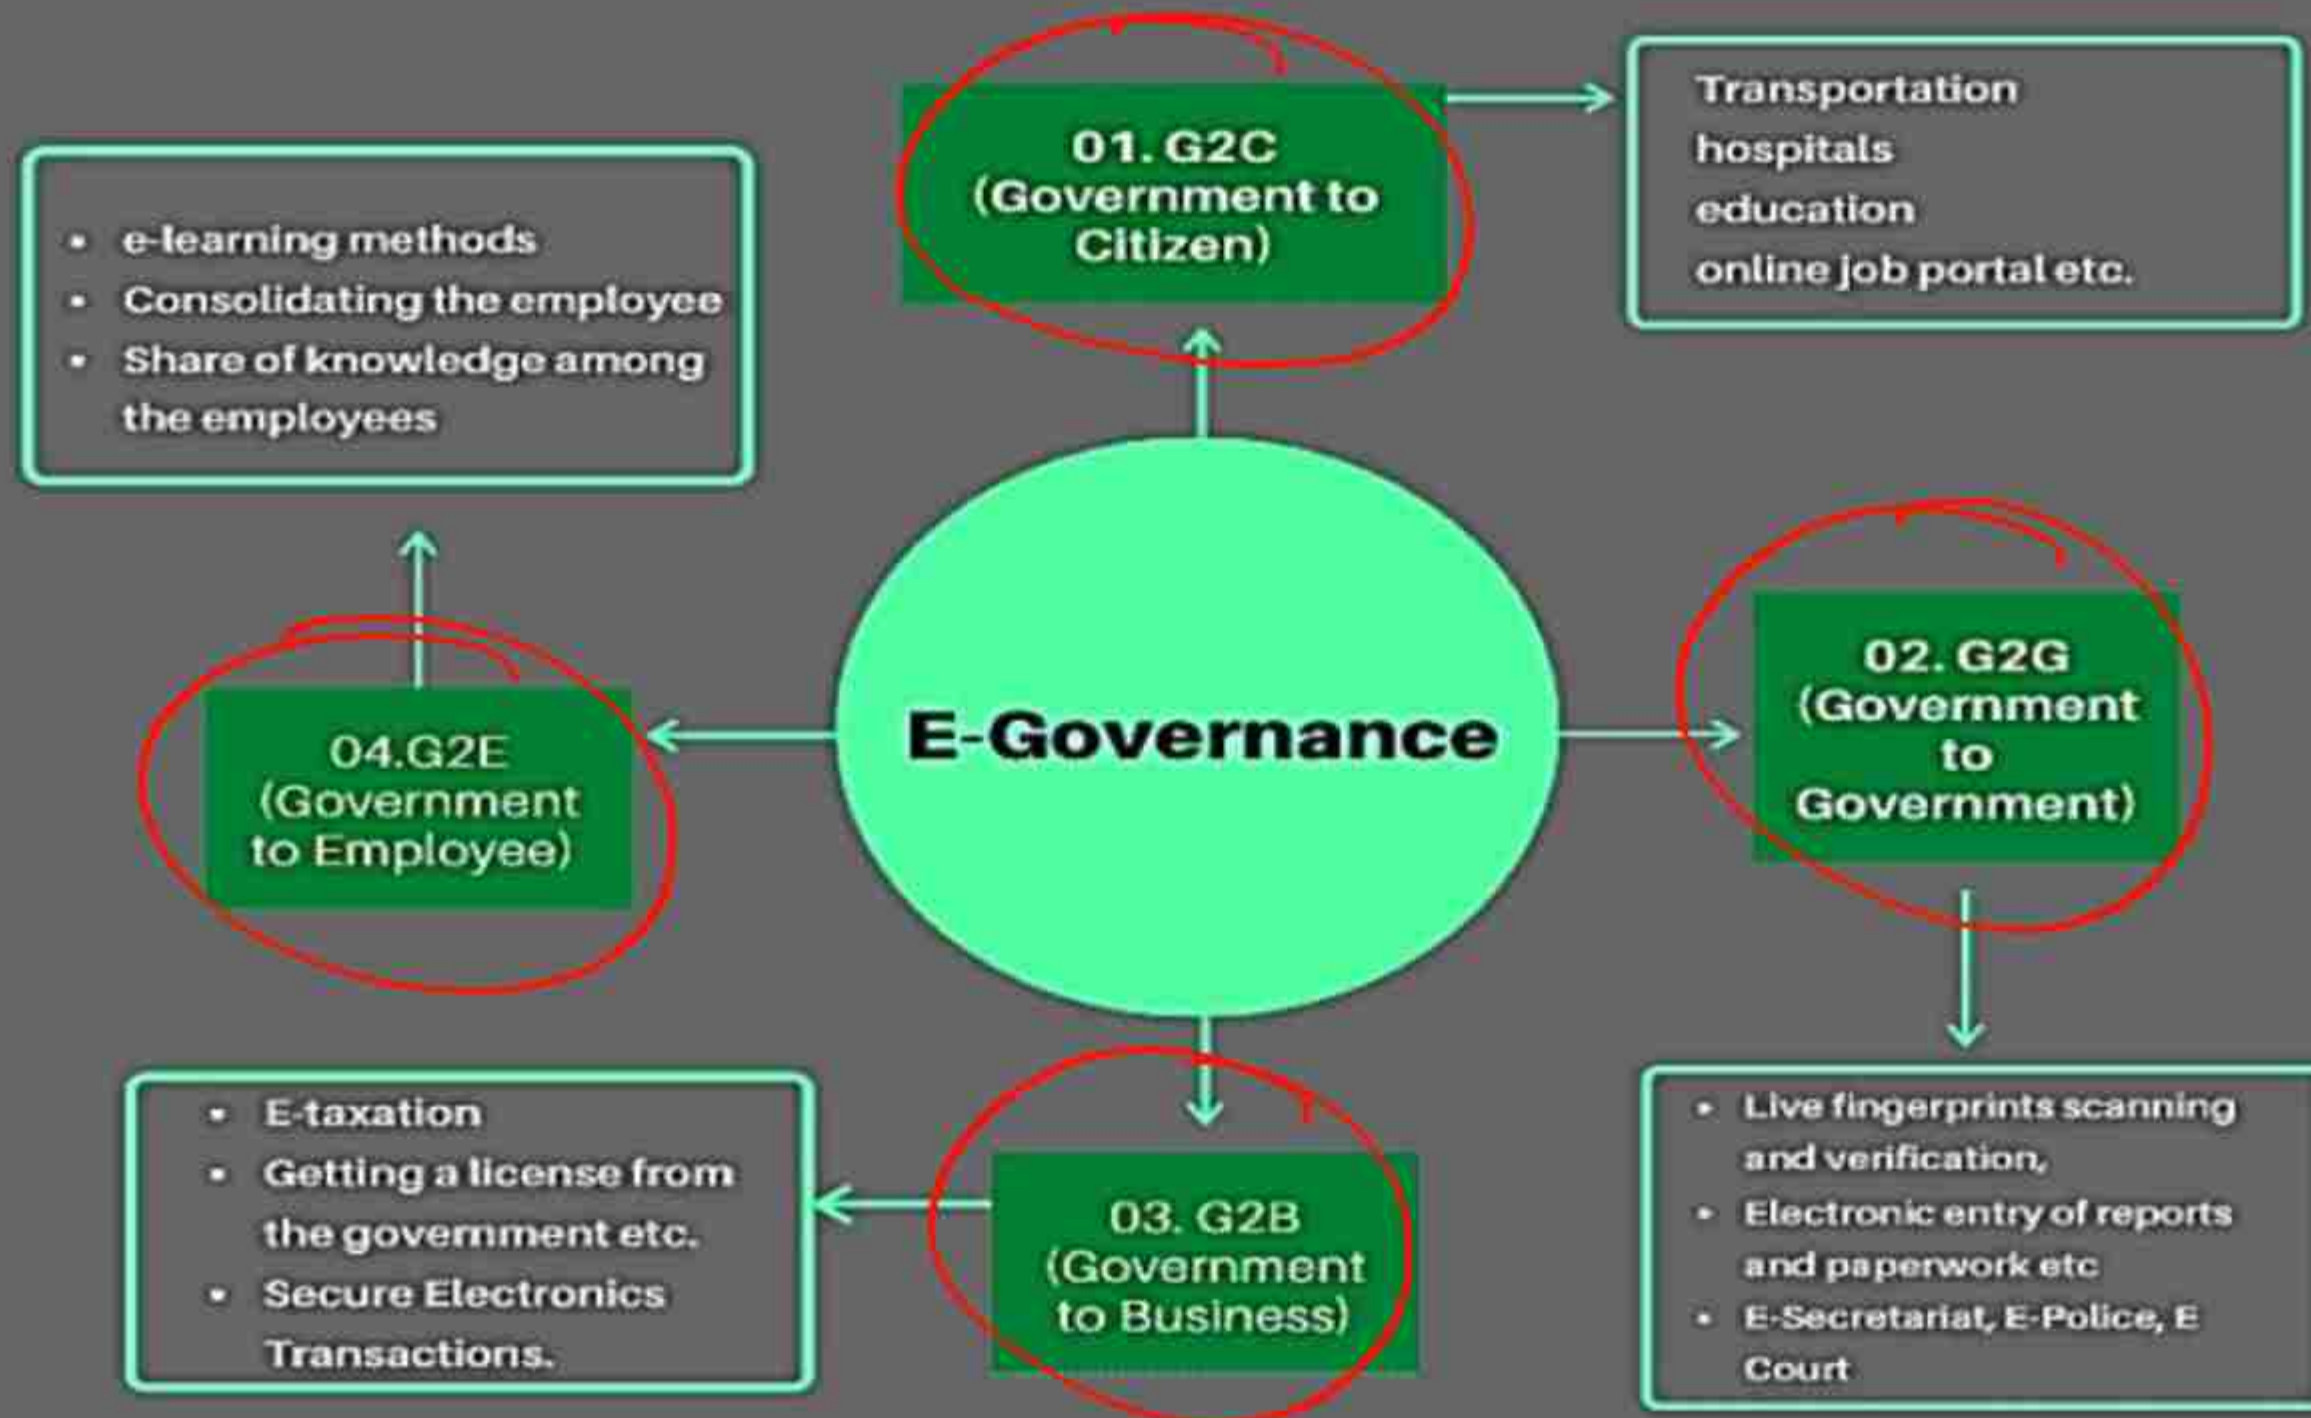 01. G2C
(Government to
Citizen)
Transportation
hospitals
education
online job portal etc.
• e-learning methods
• Consolidating the employee
• Share of knowledge among
the employees
E-Governance
02. G2G
(Government
to
Government)
04.G2E
(Government
to Employee)
• E-taxation
• Getting a license from
the government etc.
• Secure Electronics
Transactions.
03. G2B
(Government
to Business)
• Live fingerprints scanning
and verification,
• Electronic entry of reports
and paperwork etc
• E-Secretariat, E-Police, E
Court